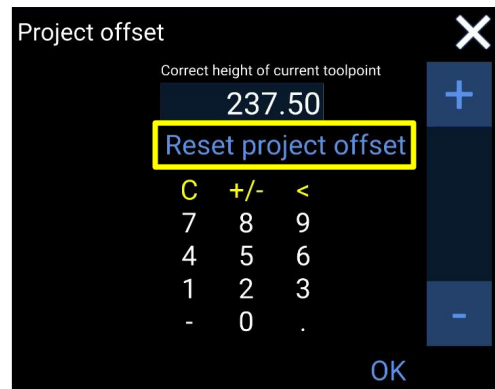 Project offset
Correct height of current toolpoint
237.50
+
Reset project offset
C +/- <
7 8 9
4 5 6
1 2 3
- 0 .
-
OK